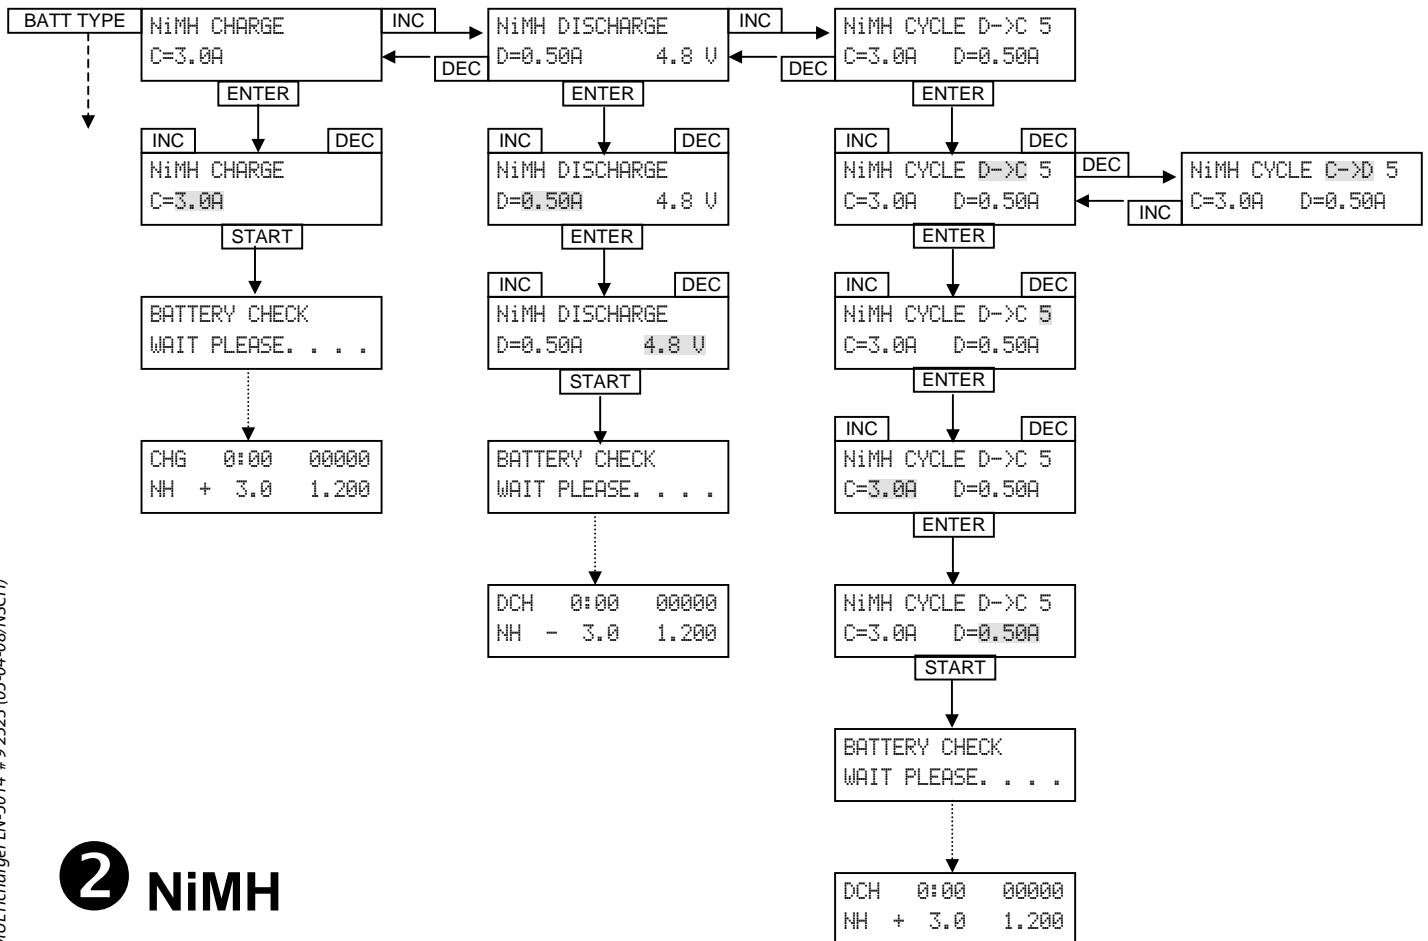 BATT TYPE
NiMH CHARGE
C=3.0A
INC
DEC
NiMH DISCHARGE
D=0.50A 4.8 V
INC
DEC
NiMH CYCLE D->C 5
C=3.0A D=0.50A
ENTER
ENTER
ENTER
INC DEC
NiMH CHARGE
C=3.0A
INC DEC
NiMH DISCHARGE
D=0.50A 4.8 V
INC DEC
NiMH CYCLE D->C 5
C=3.0A D=0.50A
DEC
INC
NiMH CYCLE C->D 5
C=3.0A D=0.50A
START
ENTER
ENTER
BATTERY CHECK
WAIT PLEASE. . . .
INC DEC
NiMH DISCHARGE
D=0.50A 4.8 V
INC DEC
NiMH CYCLE D->C 5
C=3.0A D=0.50A
START
ENTER
CHG 0:00 00000
NH + 3.0 1.200
BATTERY CHECK
WAIT PLEASE. . . .
INC DEC
NiMH CYCLE D->C 5
C=3.0A D=0.50A
ENTER
DCH 0:00 00000
NH - 3.0 1.200
NiMH CYCLE D->C 5
C=3.0A D=0.50A
START
BATTERY CHECK
WAIT PLEASE. . . .
DCH 0:00 00000
NH + 3.0 1.200
2 NiMH